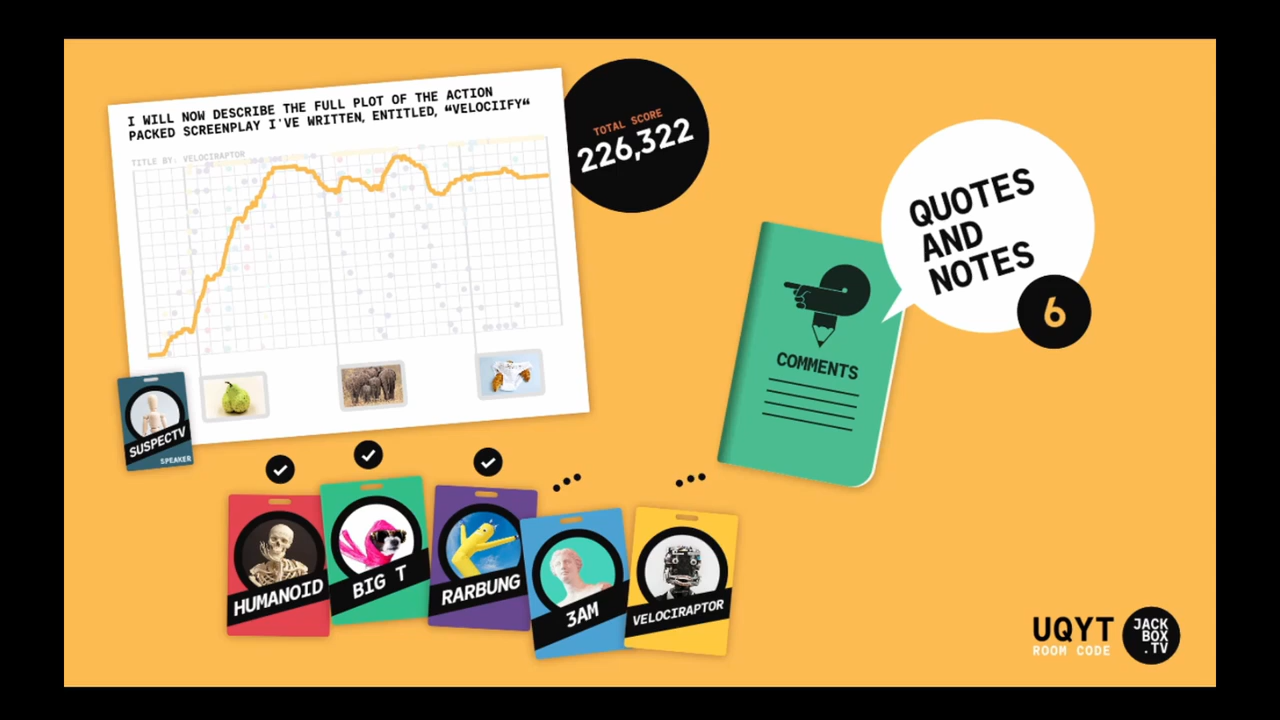 I WILL NOW DESCRIBE THE FULL PLOT OF THE ACTION
PACKED SCREENPLAY I'VE WRITTEN, ENTITLED, “VELOCIIFY“
TITLE BY: VELOCIRAPTOR
TOTAL SCORE
226,322
QUOTES
AND
NOTES
6
COMMENTS
SUSPECTV
SPEAKER
HUMANOID
BIG T
RARBUNG
3AM
VELOCIRAPTOR
UQYT
ROOM CODE
JACK
BOX
.TV